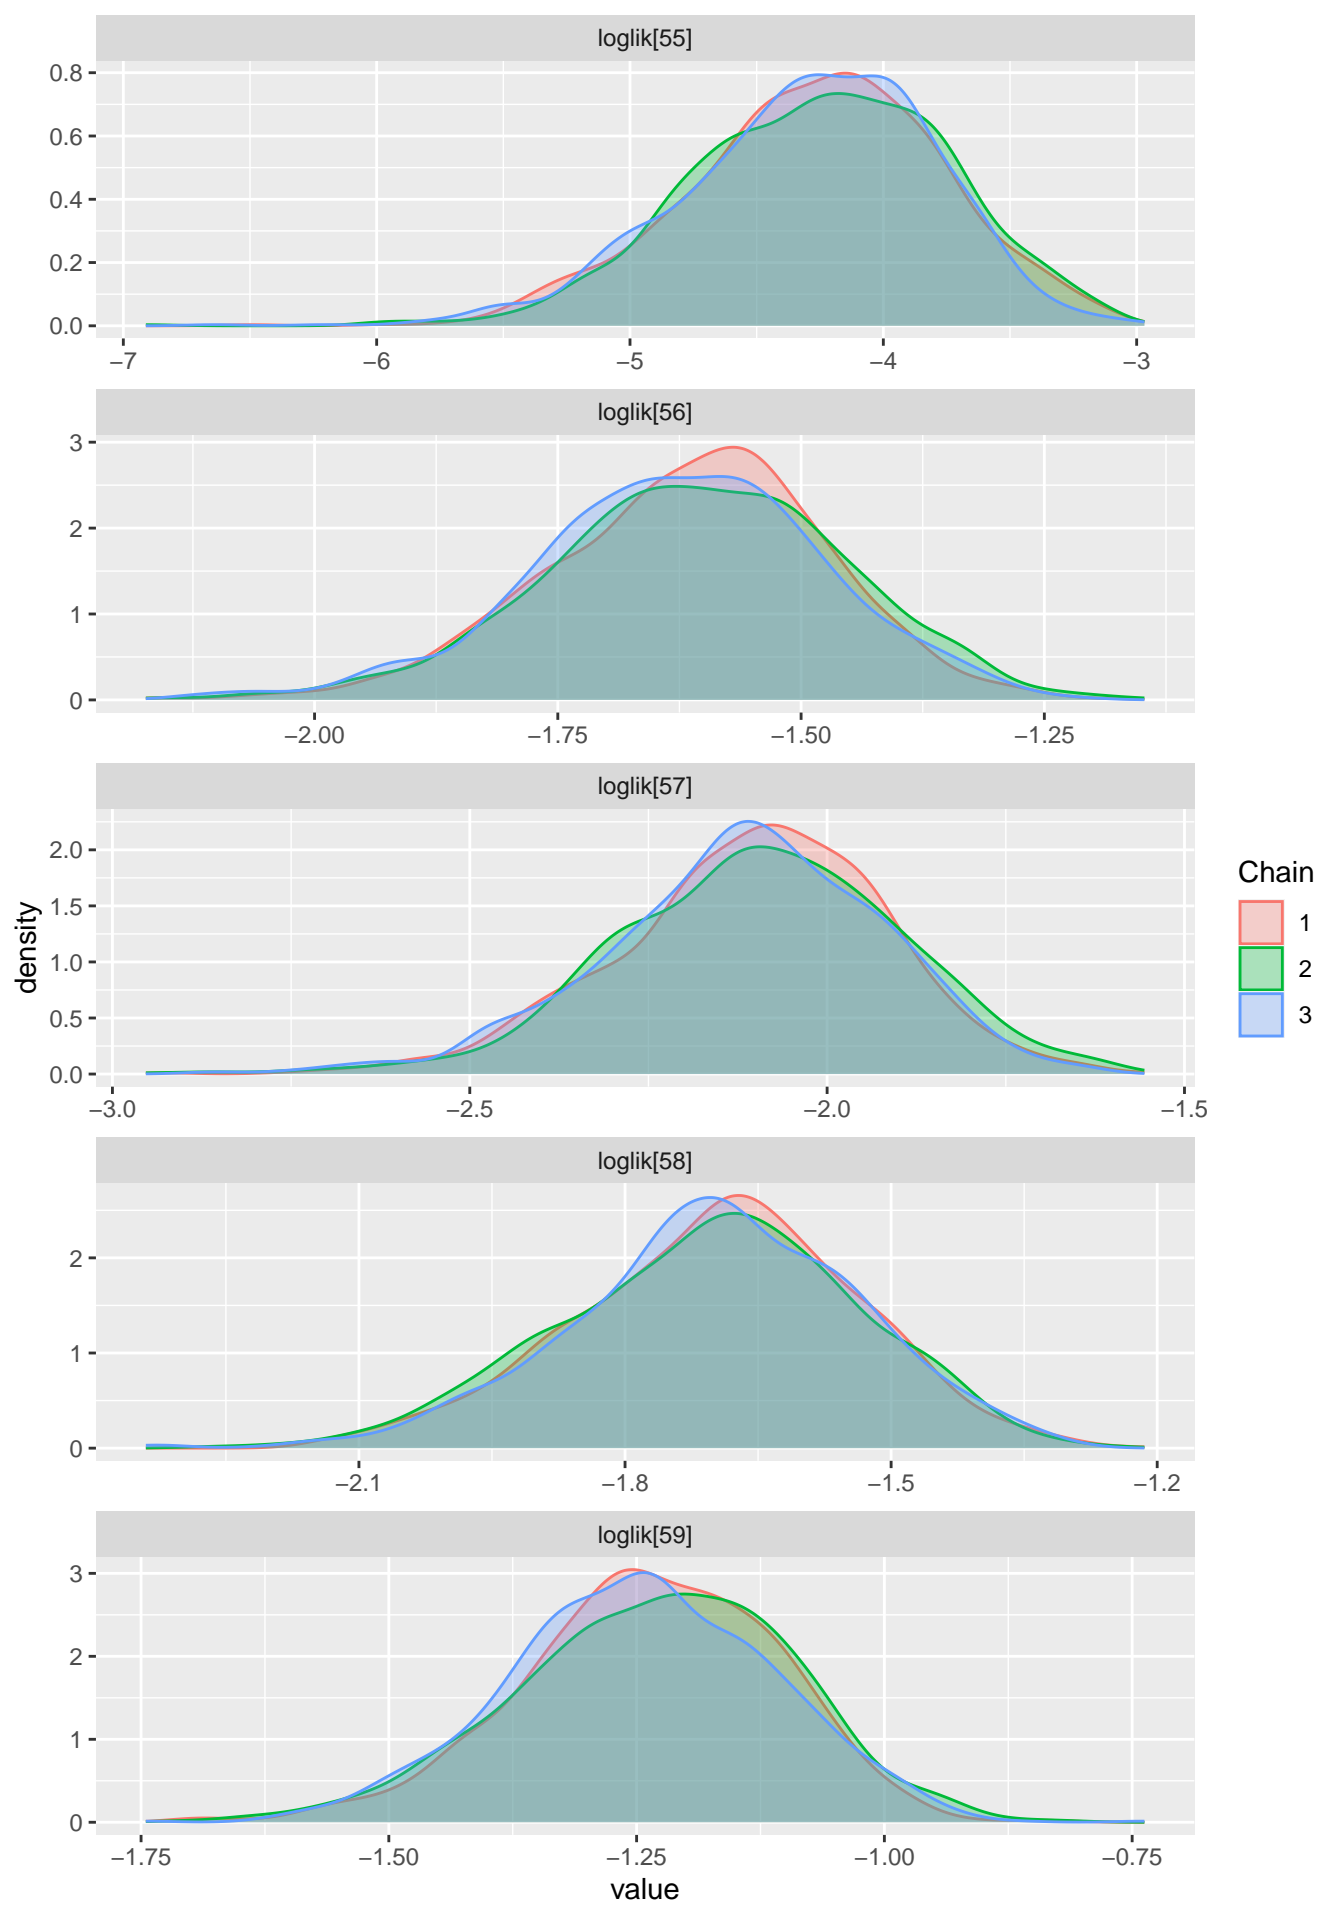 loglik[55]
0.8
0.6
0.4
0.2
0.0
−7 −6 −5 −4 −3
loglik[56]
3
2
1
0
−2.00 −1.75 −1.50 −1.25
loglik[57]
2.0
1.5
1.0
0.5
0.0
−3.0 −2.5 −2.0 −1.5
loglik[58]
2
1
0
−2.1 −1.8 −1.5 −1.2
loglik[59]
3
2
1
0
−1.75 −1.50 −1.25 −1.00 −0.75
value
density
Chain
1
2
3